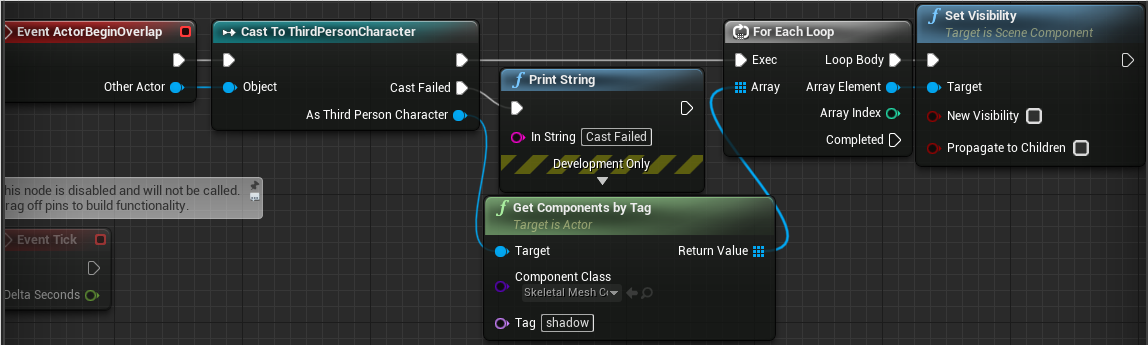 Event ActorBeginOverlap
Other Actor
Cast To ThirdPersonCharacter
Object
Cast Failed
As Third Person Character
Print String
In String Cast Failed
Development Only
For Each Loop
Exec Loop Body
Array Array Element
Array Index
Completed
Set Visibility
Target is Scene Component
Target
New Visibility
Propagate to Children
his node is disabled and will not be called.
rag off pins to build functionality.
Event Tick
Delta Seconds
Get Components by Tag
Target is Actor
Target Return Value
Component Class
Skeletal Mesh C
Tag shadow